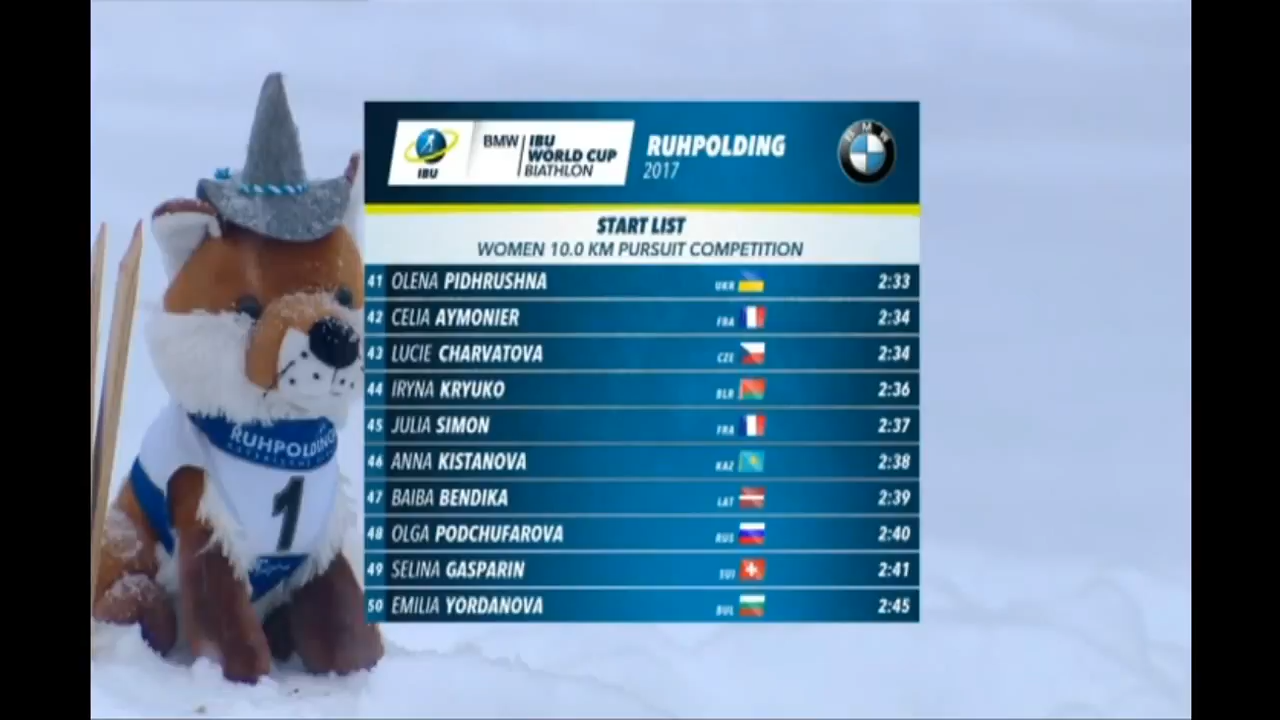 IBU
BMW
IBU
WORLD CUP
BIATHLON
RUHPOLDING
2017
BMW
START LIST
WOMEN 10.0 KM PURSUIT COMPETITION
41 OLENA PIDHRUSHNA UKR 2:33
42 CELIA AYMONIER FRA 2:34
43 LUCIE CHARVATOVA CZE 2:34
44 IRYNA KRYUKO BLR 2:36
45 JULIA SIMON FRA 2:37
46 ANNA KISTANOVA KAZ 2:38
47 BAIBA BENDIKA LAT 2:39
48 OLGA PODCHUFAROVA RUS 2:40
49 SELINA GASPARIN SUI 2:41
50 EMILIA YORDANOVA BUL 2:45
RUHPOLDING
1